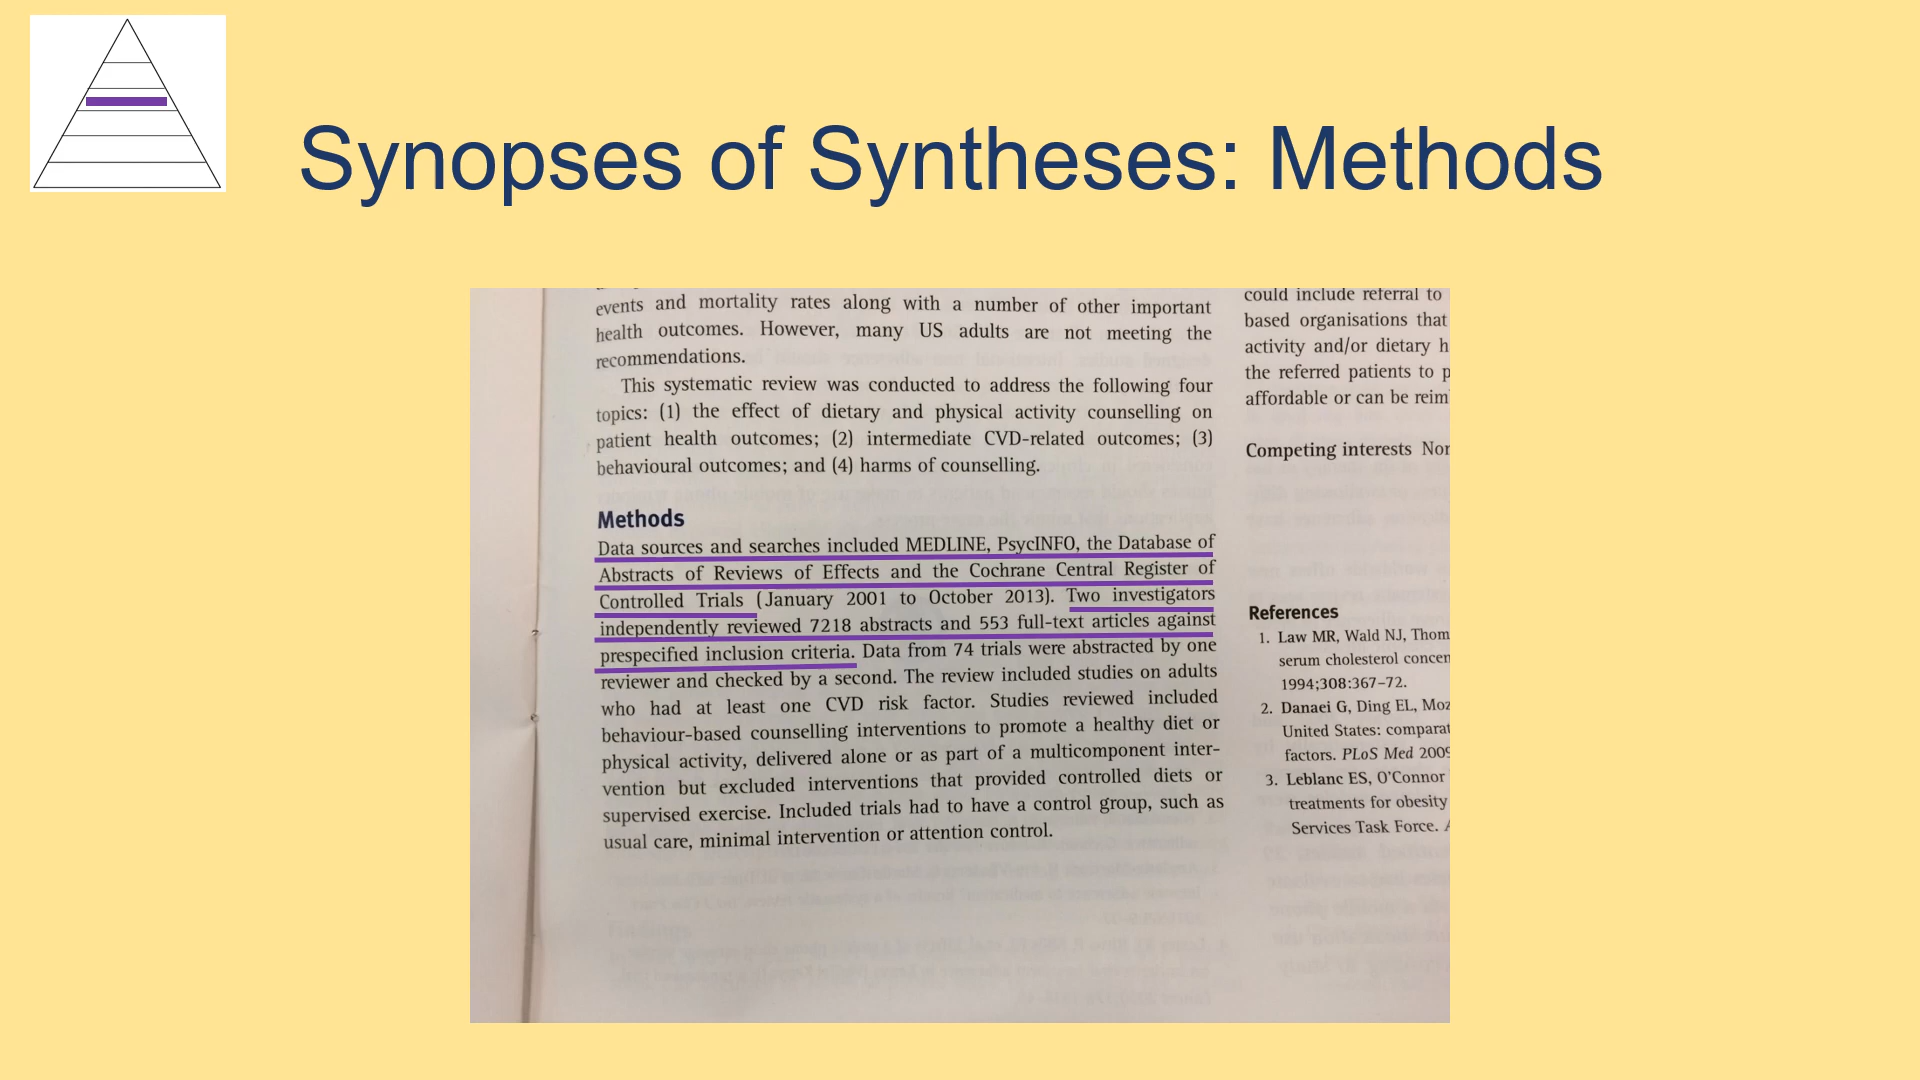 Synopses of Syntheses: Methods
events and mortality rates along with a number of other important
health outcomes. However, many US adults are not meeting the
recommendations.
This systematic review was conducted to address the following four
topics: (1) the effect of dietary and physical activity counselling on
patient health outcomes; (2) intermediate CVD-related outcomes; (3)
behavioural outcomes; and (4) harms of counselling.
Methods
Data sources and searches included MEDLINE, PsycINFO, the Database of
Abstracts of Reviews of Effects and the Cochrane Central Register of
Controlled Trials (January 2001 to October 2013). Two investigators
independently reviewed 7218 abstracts and 553 full-text articles against
prespecified inclusion criteria. Data from 74 trials were abstracted by one
reviewer and checked by a second. The review included studies on adults
who had at least one CVD risk factor. Studies reviewed included
behaviour-based counselling interventions to promote a healthy diet or
physical activity, delivered alone or as part of a multicomponent inter-
vention but excluded interventions that provided controlled diets or
supervised exercise. Included trials had to have a control group, such as
usual care, minimal intervention or attention control.
could include referral to
based organisations that
activity and/or dietary h
the referred patients to p
affordable or can be reim
Competing interests Nor
References
1. Law MR, Wald NJ, Thom
serum cholesterol concen
1994;308:367–72.
2. Danaei G, Ding EL, Moz
United States: comparat
factors. PLoS Med 2009
3. Leblanc ES, O'Connor
treatments for obesity
Services Task Force.